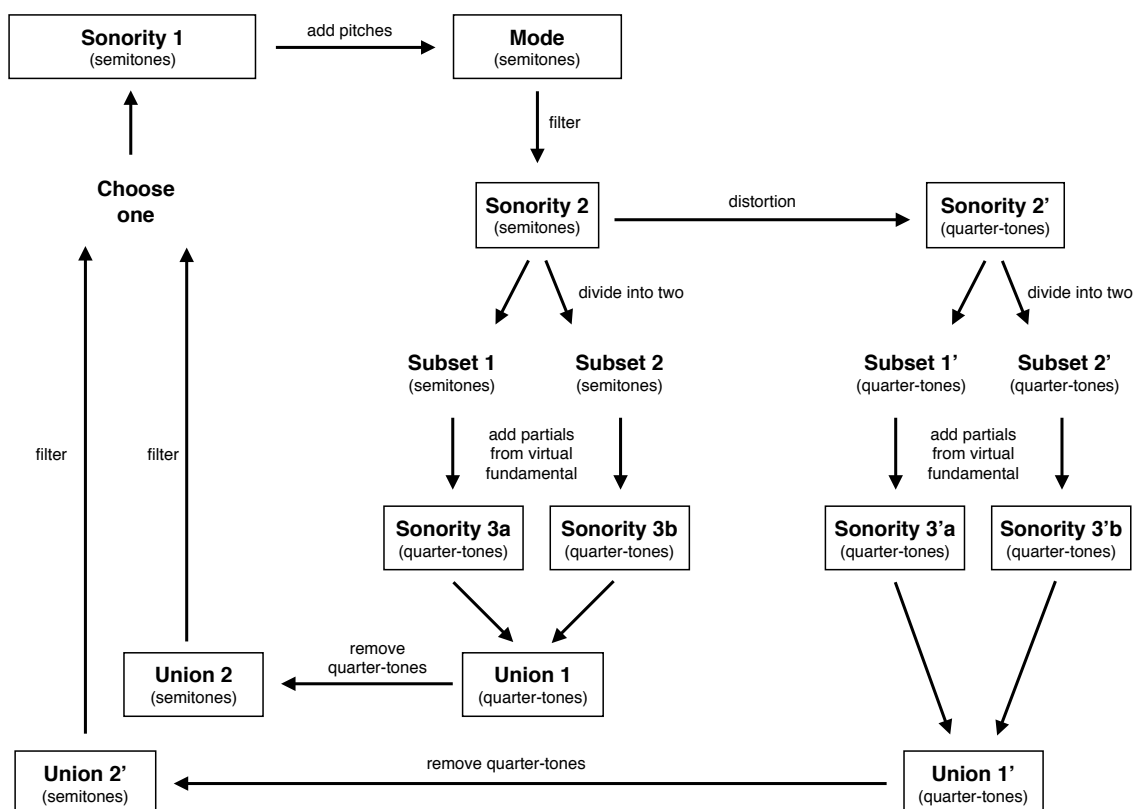 Sonority 1
(semitones)
add pitches
Mode
(semitones)
filter
Choose
one
Sonority 2
(semitones)
distortion
Sonority 2'
(quarter-tones)
divide into two
divide into two
Subset 1
(semitones)
Subset 2
(semitones)
Subset 1’
(quarter-tones)
Subset 2’
(quarter-tones)
filter
filter
add partials
from virtual
fundamental
add partials
from virtual
fundamental
Sonority 3a
(quarter-tones)
Sonority 3b
(quarter-tones)
Sonority 3’a
(quarter-tones)
Sonority 3’b
(quarter-tones)
remove
quarter-tones
Union 2
(semitones)
Union 1
(quarter-tones)
Union 2'
(semitones)
remove quarter-tones
Union 1’
(quarter-tones)